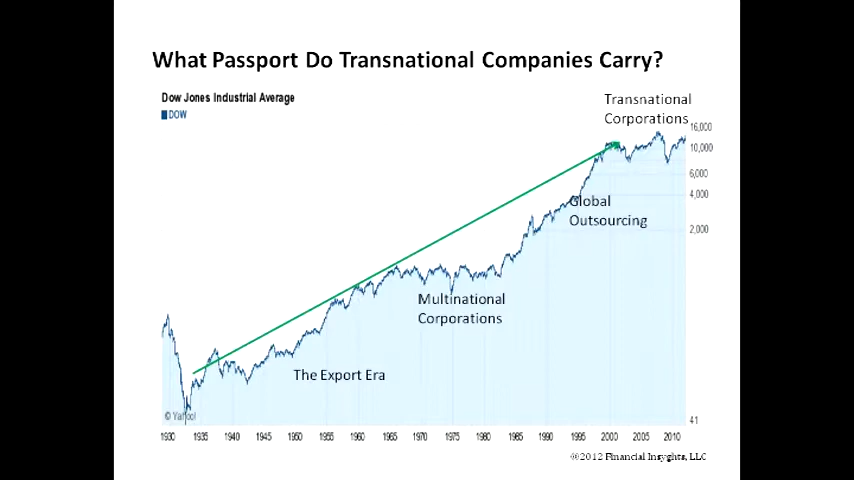 What Passport Do Transnational Companies Carry?
Dow Jones Industrial Average
DOW
Transnational
Corporations
16,000
10,000
6,000
4,000
Global
Outsourcing
2,000
Multinational
Corporations
The Export Era
© Yahoo!
41
1930 1935 1940 1945 1950 1955 1960 1965 1970 1975 1980 1985 1990 1995 2000 2005 2010
©2012 Financial Insyghts, LLC